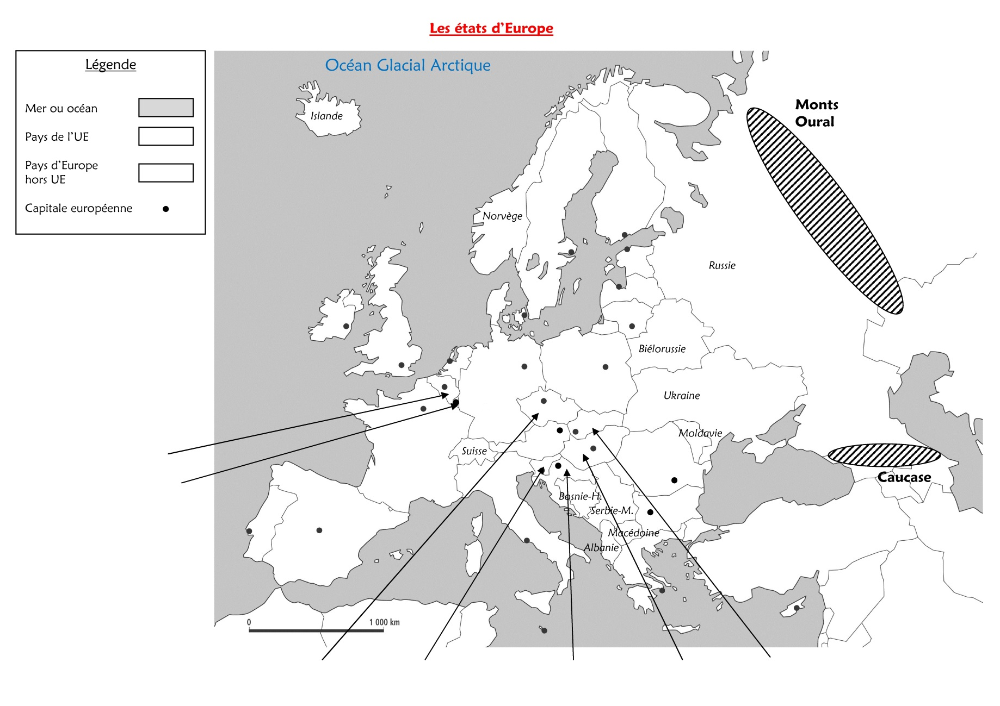 Les états d'Europe
Légende
Mer ou océan
Pays de l'UE
Pays d'Europe
hors UE
Capitale européenne
Océan Glacial Arctique
Islande
Monts
Oural
Norvège
Russie
Biélorussie
Ukraine
Moldavie
Suisse
Caucase
Bosnie-H.
Serbie-M.
Macédoine
Albanie
0
1 000 km